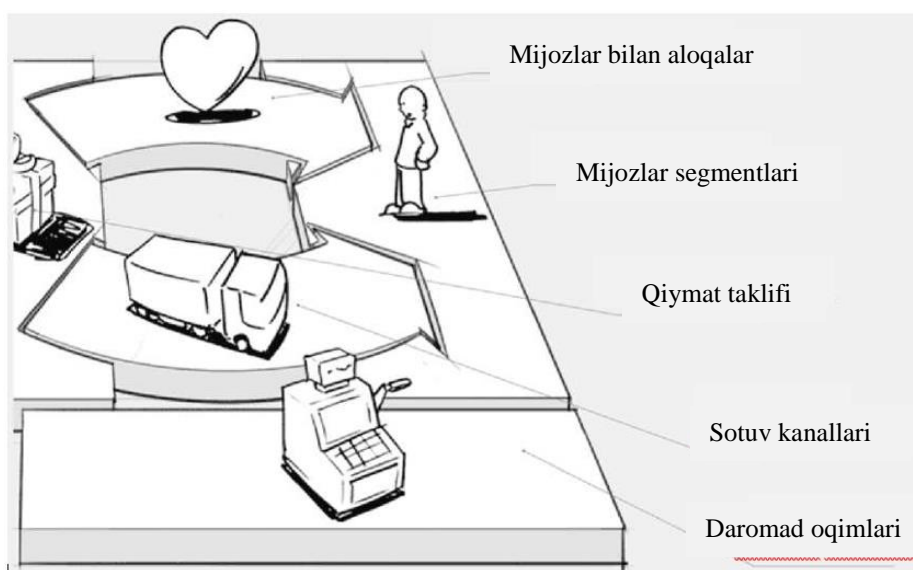 Mijozlar bilan aloqalar
Mijozlar segmentlari
Qiymat taklifi
Sotuv kanallari
Daromad oqimlari